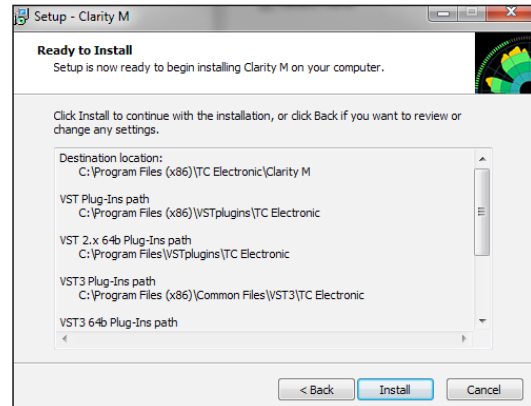 Setup - Clarity M
Ready to Install
Setup is now ready to begin installing Clarity M on your computer.
Click Install to continue with the installation, or click Back if you want to review or
change any settings.
Destination location:
C:\Program Files (x86)\TC Electronic\Clarity M
VST Plug-Ins path
C:\Program Files (x86)\VSTplugins\TC Electronic
VST 2.x 64b Plug-Ins path
C:\Program Files\VSTplugins\TC Electronic
VST3 Plug-Ins path
C:\Program Files (x86)\Common Files\VST3\TC Electronic
VST3 64b Plug-Ins path
< Back
Install
Cancel